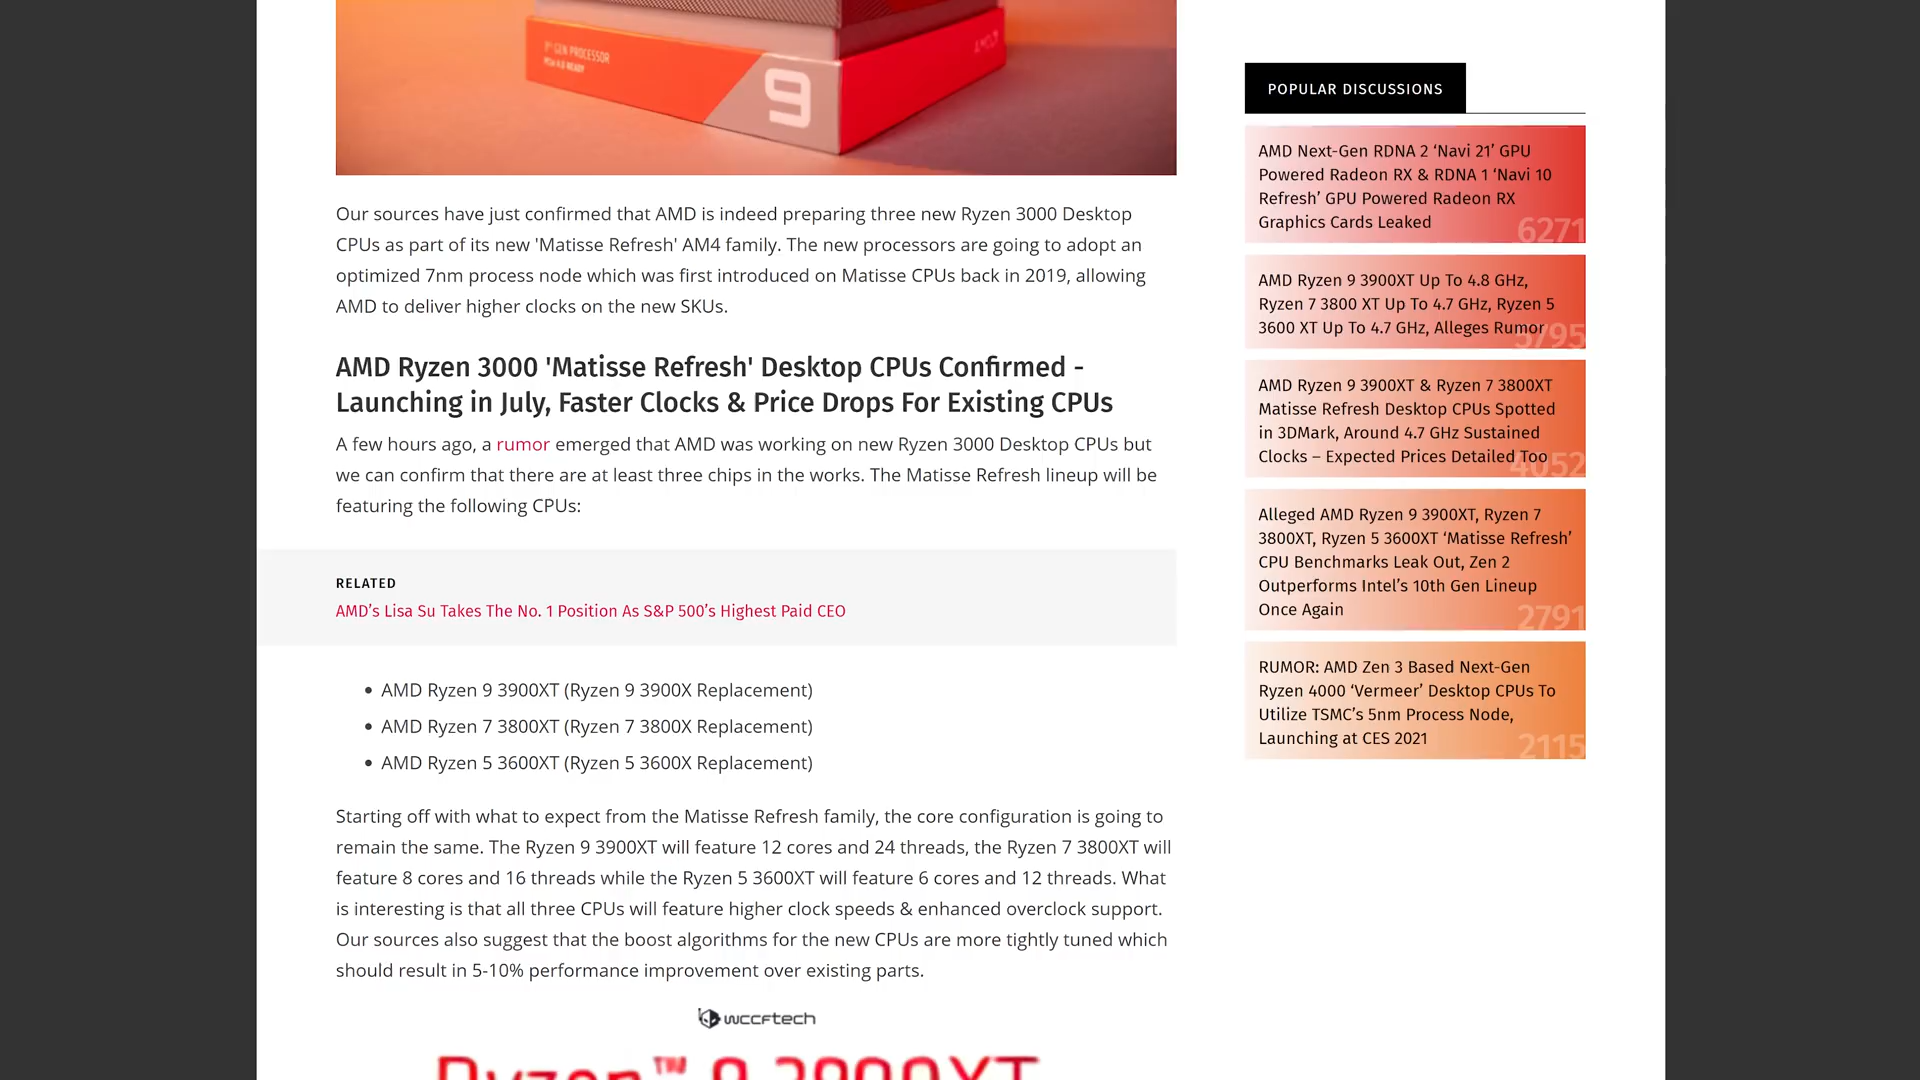 3rd GEN PROCESSOR
PCIe 4.0 READY
9
AMD
Our sources have just confirmed that AMD is indeed preparing three new Ryzen 3000 Desktop
CPUs as part of its new 'Matisse Refresh' AM4 family. The new processors are going to adopt an
optimized 7nm process node which was first introduced on Matisse CPUs back in 2019, allowing
AMD to deliver higher clocks on the new SKUs.
AMD Ryzen 3000 'Matisse Refresh' Desktop CPUs Confirmed -
Launching in July, Faster Clocks & Price Drops For Existing CPUs
A few hours ago, a rumor emerged that AMD was working on new Ryzen 3000 Desktop CPUs but
we can confirm that there are at least three chips in the works. The Matisse Refresh lineup will be
featuring the following CPUs:
RELATED
AMD’s Lisa Su Takes The No. 1 Position As S&P 500’s Highest Paid CEO
• AMD Ryzen 9 3900XT (Ryzen 9 3900X Replacement)
• AMD Ryzen 7 3800XT (Ryzen 7 3800X Replacement)
• AMD Ryzen 5 3600XT (Ryzen 5 3600X Replacement)
Starting off with what to expect from the Matisse Refresh family, the core configuration is going to
remain the same. The Ryzen 9 3900XT will feature 12 cores and 24 threads, the Ryzen 7 3800XT will
feature 8 cores and 16 threads while the Ryzen 5 3600XT will feature 6 cores and 12 threads. What
is interesting is that all three CPUs will feature higher clock speeds & enhanced overclock support.
Our sources also suggest that the boost algorithms for the new CPUs are more tightly tuned which
should result in 5-10% performance improvement over existing parts.
wccftech
Ryzen™ 9 3900XT
POPULAR DISCUSSIONS
AMD Next-Gen RDNA 2 ‘Navi 21’ GPU
Powered Radeon RX & RDNA 1 ‘Navi 10
Refresh’ GPU Powered Radeon RX
Graphics Cards Leaked
6271
AMD Ryzen 9 3900XT Up To 4.8 GHz,
Ryzen 7 3800 XT Up To 4.7 GHz, Ryzen 5
3600 XT Up To 4.7 GHz, Alleges Rumor
5795
AMD Ryzen 9 3900XT & Ryzen 7 3800XT
Matisse Refresh Desktop CPUs Spotted
in 3DMark, Around 4.7 GHz Sustained
Clocks – Expected Prices Detailed Too
4052
Alleged AMD Ryzen 9 3900XT, Ryzen 7
3800XT, Ryzen 5 3600XT ‘Matisse Refresh’
CPU Benchmarks Leak Out, Zen 2
Outperforms Intel’s 10th Gen Lineup
Once Again
2791
RUMOR: AMD Zen 3 Based Next-Gen
Ryzen 4000 ‘Vermeer’ Desktop CPUs To
Utilize TSMC’s 5nm Process Node,
Launching at CES 2021
2115